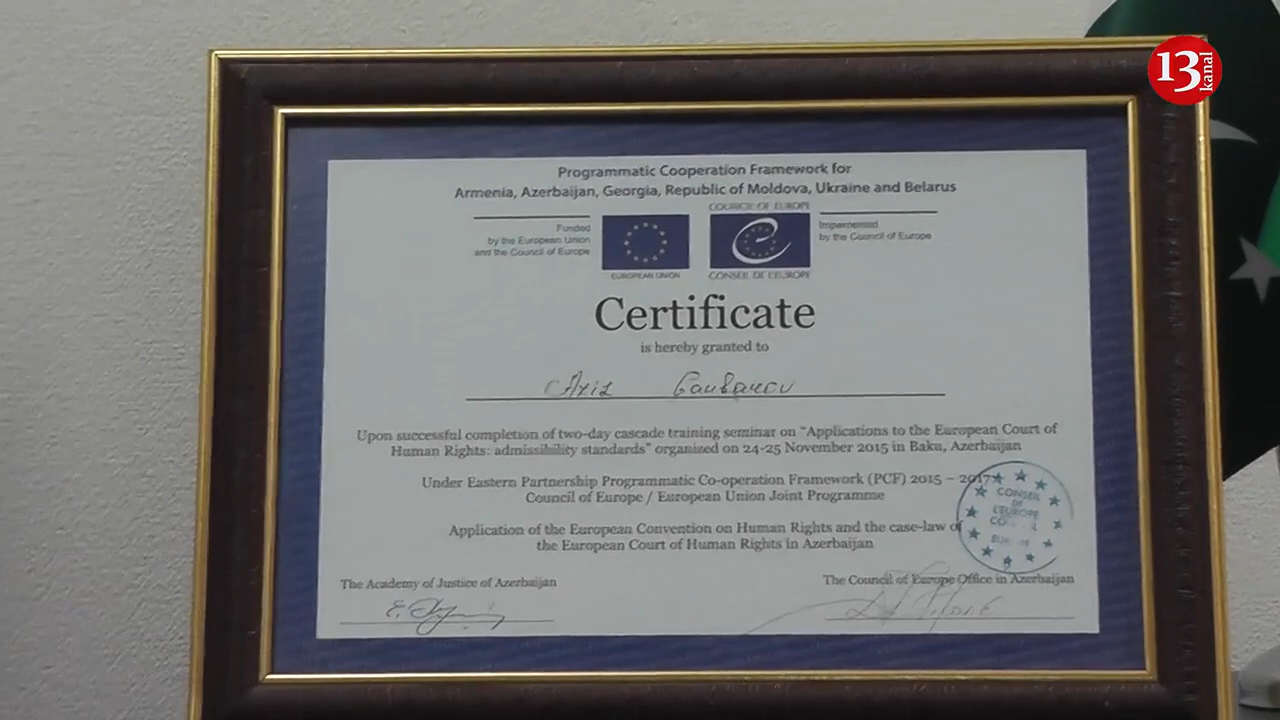 13 kanal
Programmatic Cooperation Framework for
Armenia, Azerbaijan, Georgia, Republic of Moldova, Ukraine and Belarus
COUNCIL OF EUROPE
Funded
by the European Union
and the Council of Europe
Implemented
by the Council of Europe
EUROPEAN UNION
CONSEIL DE L'EUROPE
Certificate
is hereby granted to
Aziz
Upon successful completion of two-day cascade training seminar on “Applications to the European Court of
Human Rights: admissibility standards” organized on 24-25 November 2015 in Baku, Azerbaijan
Under Eastern Partnership Programmatic Co-operation Framework (PCF) 2015 – 2017
Council of Europe / European Union Joint Programme
Application of the European Convention on Human Rights and the case-law of
the European Court of Human Rights in Azerbaijan
CONSEIL
DE
L'EUROPE
The Academy of Justice of Azerbaijan
The Council of Europe Office in Azerbaijan